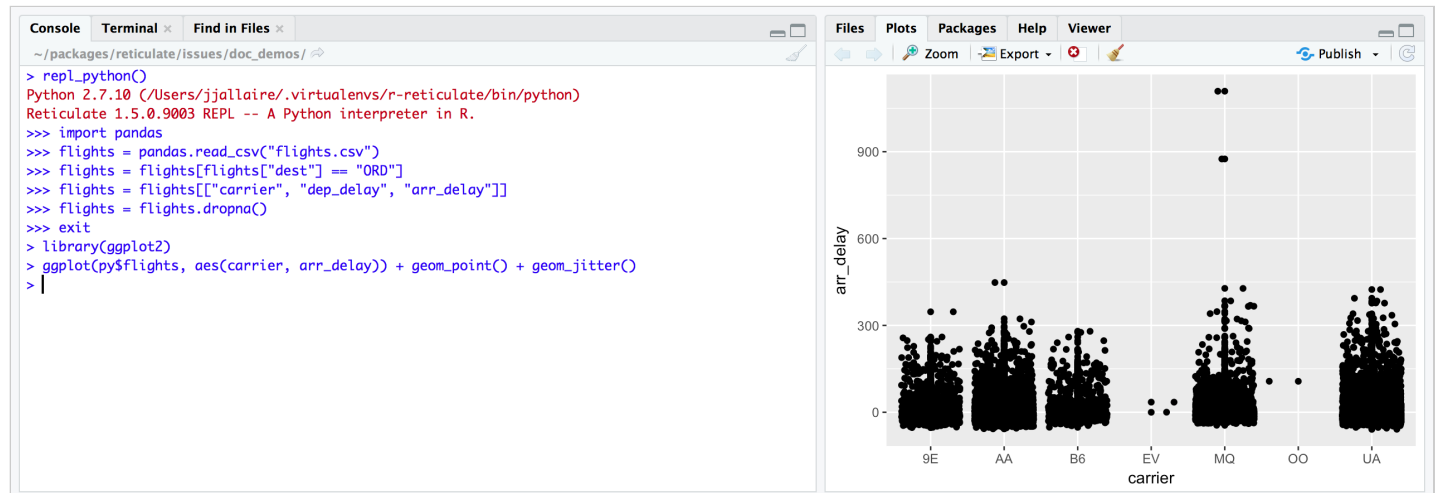 Console Terminal × Find in Files ×
~/packages/reticulate/issues/doc_demos/
> repl_python()
Python 2.7.10 (/Users/jjallaire/.virtualenvs/r-reticulate/bin/python)
Reticulate 1.5.0.9003 REPL -- A Python interpreter in R.
>>> import pandas
>>> flights = pandas.read_csv("flights.csv")
>>> flights = flights[flights["dest"] == "ORD"]
>>> flights = flights[["carrier", "dep_delay", "arr_delay"]]
>>> flights = flights.dropna()
>>> exit
> library(ggplot2)
> ggplot(py$flights, aes(carrier, arr_delay)) + geom_point() + geom_jitter()
>
Files Plots Packages Help Viewer
Zoom Export Publish
arr_delay
900
600
300
0
9E AA B6 EV MQ OO UA
carrier